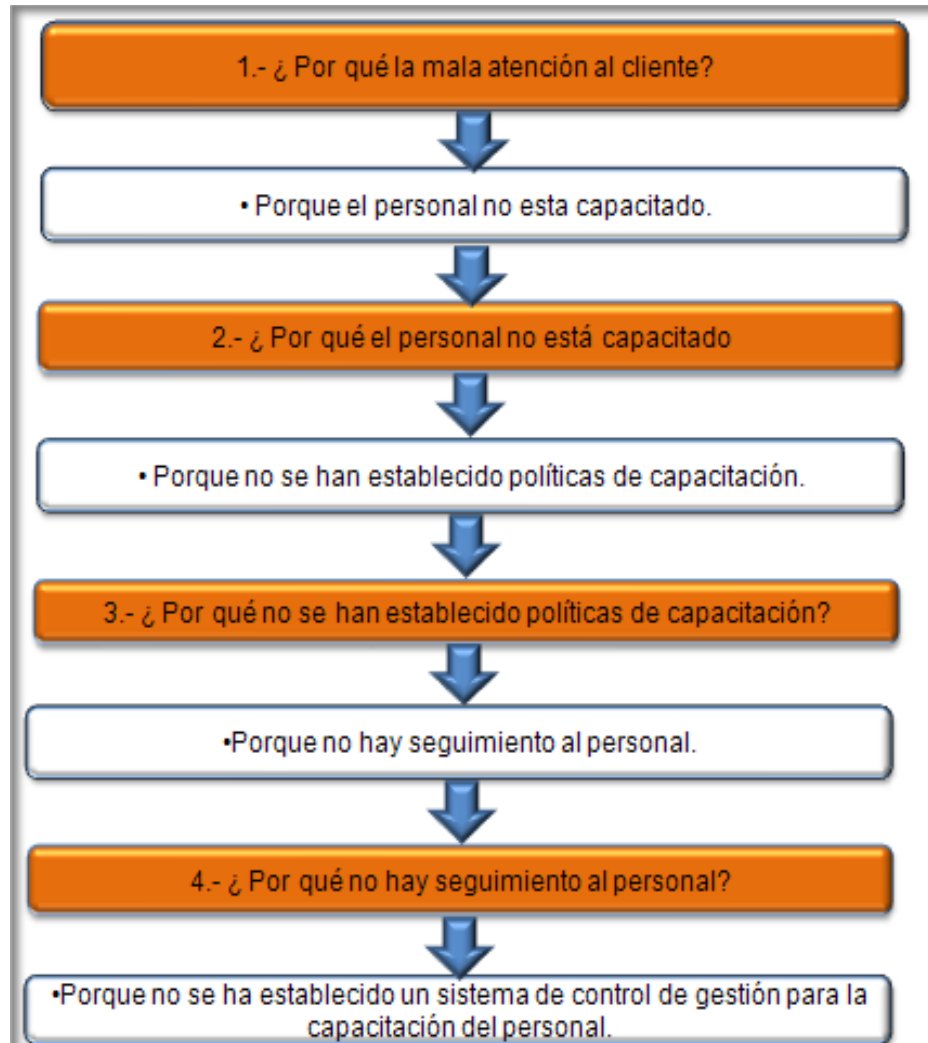 1.- ¿ Por qué la mala atención al cliente?
• Porque el personal no esta capacitado.
2.- ¿ Por qué el personal no está capacitado
• Porque no se han establecido políticas de capacitación.
3.- ¿ Por qué no se han establecido políticas de capacitación?
•Porque no hay seguimiento al personal.
4.- ¿ Por qué no hay seguimiento al personal?
•Porque no se ha establecido un sistema de control de gestión para la
capacitación del personal.